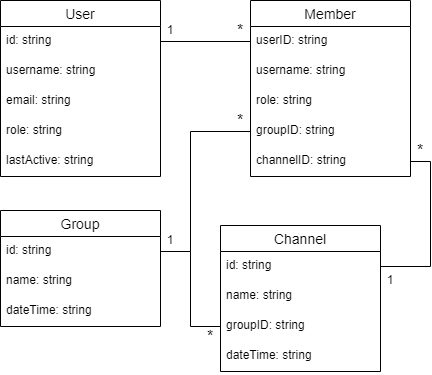 User
id: string
username: string
email: string
role: string
lastActive: string
1
*
Member
userID: string
username: string
role: string
groupID: string
channelID: string
*
*
Group
id: string
name: string
dateTime: string
1
*
Channel
id: string
name: string
groupID: string
dateTime: string
1